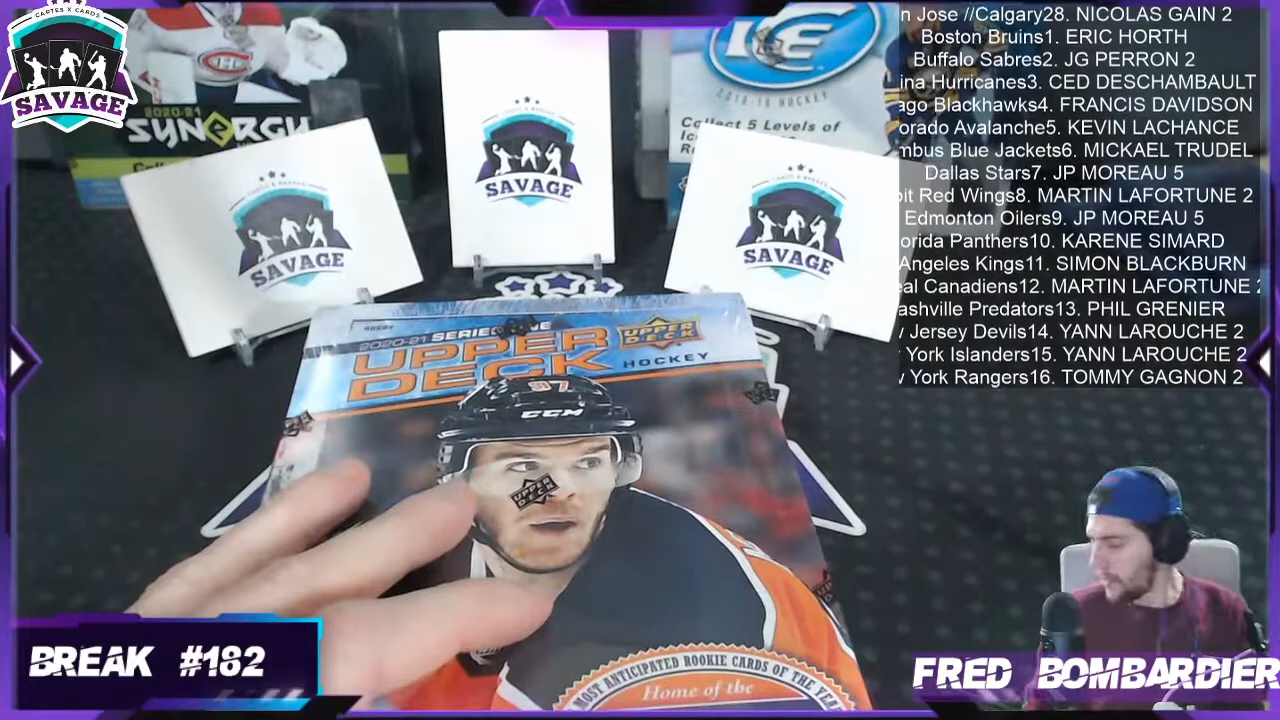 CARTES X CARDS
SAVAGE
2020-21
SYNERGY
ICE
2018-19 HOCKEY
Collect 5 Levels of
SAVAGE
SAVAGE
SAVAGE
2020-21 SERIES ONE
UPPER
DECK
HOCKEY
UPPER
DECK
97
CCM
UPPER
DECK
MOST ANTICIPATED ROOKIE CARDS OF THE YEAR
Home of the
n Jose //Calgary28. NICOLAS GAIN 2
Boston Bruins1. ERIC HORTH
Buffalo Sabres2. JG PERRON 2
ina Hurricanes3. CED DESCHAMBAULT
ago Blackhawks4. FRANCIS DAVIDSON
orado Avalanche5. KEVIN LACHANCE
mbus Blue Jackets6. MICKAEL TRUDEL
Dallas Stars7. JP MOREAU 5
oit Red Wings8. MARTIN LAFORTUNE 2
Edmonton Oilers9. JP MOREAU 5
orida Panthers10. KARENE SIMARD
Angeles Kings11. SIMON BLACKBURN
eal Canadiens12. MARTIN LAFORTUNE 2
ashville Predators13. PHIL GRENIER
Jersey Devils14. YANN LAROUCHE 2
York Islanders15. YANN LAROUCHE 2
York Rangers16. TOMMY GAGNON 2
BREAK #182
FRED BOMBARDIER